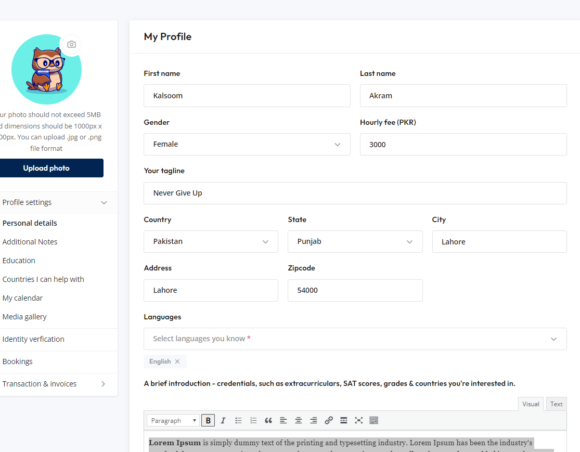 ur photo should not exceed 5MB
d dimensions should be 1000px x
00px. You can upload .jpg or .png
file format
Upload photo
Profile settings
Personal details
Additional Notes
Education
Countries I can help with
My calendar
Media gallery
Identity verfication
Bookings
Transaction & invoices
My Profile
First name
Last name
Kalsoom
Akram
Gender
Hourly fee (PKR)
Female
3000
Your tagline
Never Give Up
Country
State
City
Pakistan
Punjab
Lahore
Address
Zipcode
Lahore
54000
Languages
Select languages you know *
English
A brief introduction - credentials, such as extracurriculars, SAT scores, grades & countries you're interested in.
Visual
Text
Paragraph
B I
Lorem Ipsum is simply dummy text of the printing and typesetting industry. Lorem Ipsum has been the industry's